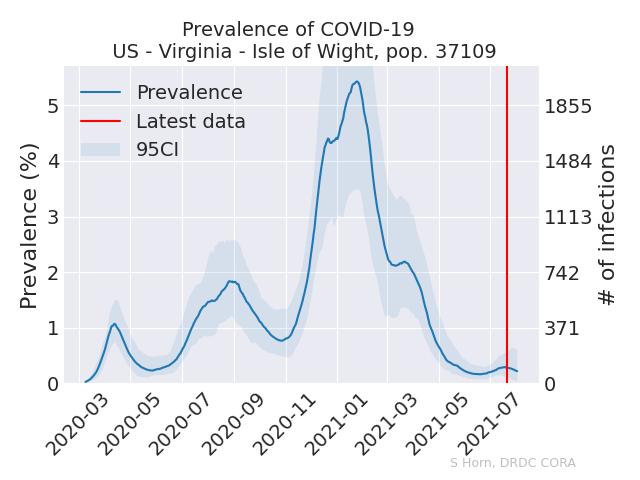 Prevalence of COVID-19
US - Virginia - Isle of Wight, pop. 37109
Prevalence
Latest data
95CI
Prevalence (%)
5
4
3
2
1
0
1855
1484
1113
742
371
0
# of infections
2020-03
2020-05
2020-07
2020-09
2020-11
2021-01
2021-03
2021-05
2021-07
S Horn, DRDC CORA